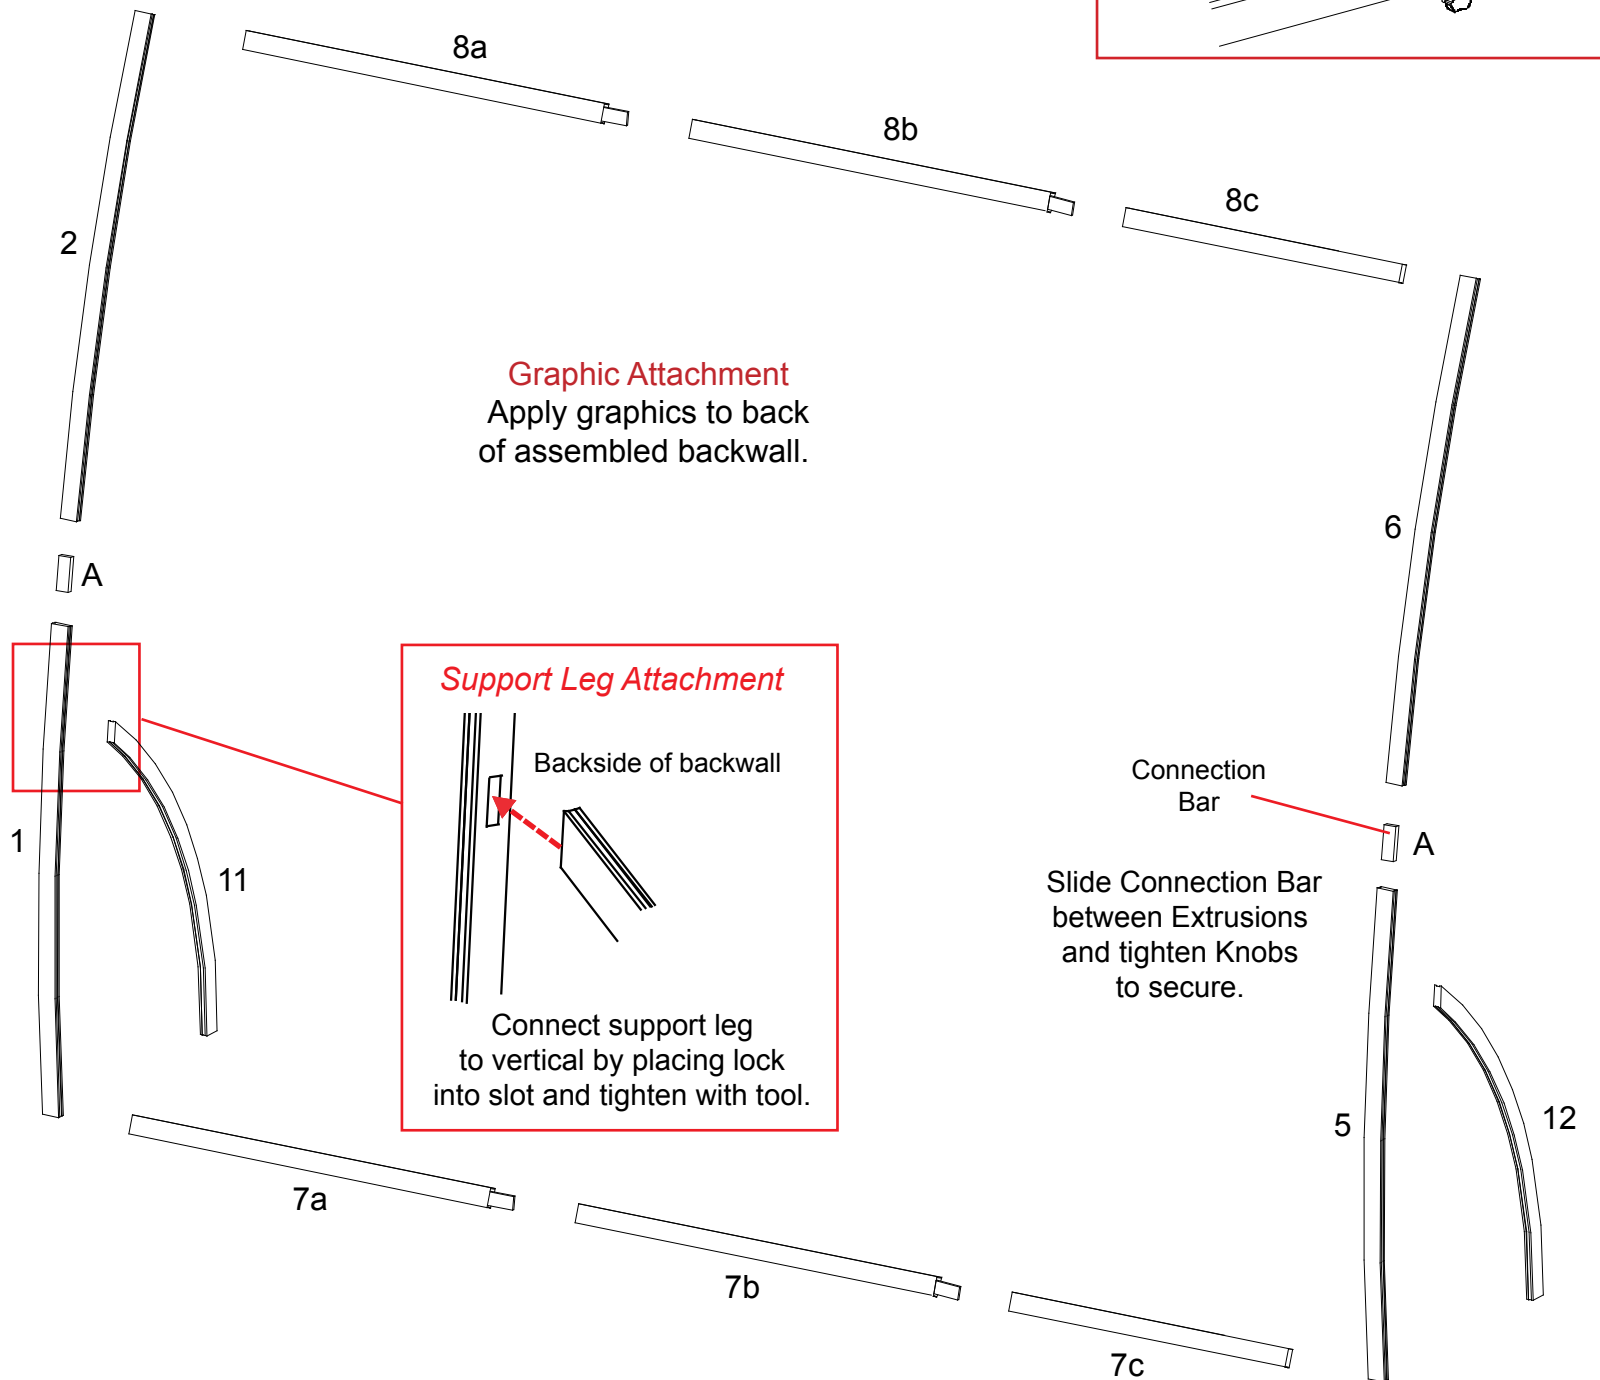 8a
8b
8c
2
Graphic Attachment
Apply graphics to back
of assembled backwall.
6
A
Support Leg Attachment
Backside of backwall
Connect support leg
to vertical by placing lock
into slot and tighten with tool.
1
11
Connection
Bar
A
Slide Connection Bar
between Extrusions
and tighten Knobs
to secure.
5
12
7a
7b
7c